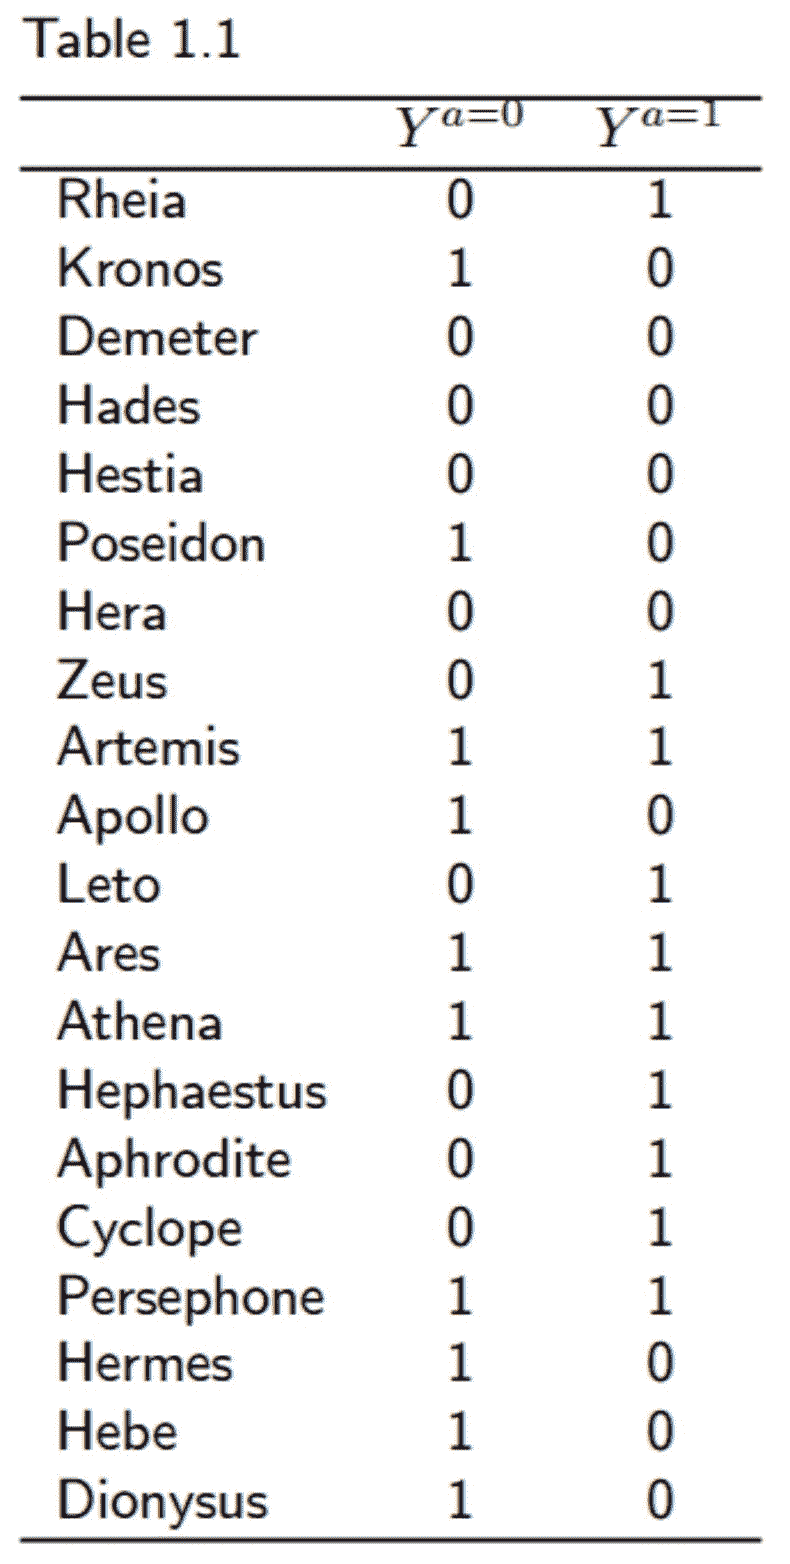 Table 1.1
Y^{a=0} Y^{a=1}
Rheia 0 1
Kronos 1 0
Demeter 0 0
Hades 0 0
Hestia 0 0
Poseidon 1 0
Hera 0 0
Zeus 0 1
Artemis 1 1
Apollo 1 0
Leto 0 1
Ares 1 1
Athena 1 1
Hephaestus 0 1
Aphrodite 0 1
Cyclope 0 1
Persephone 1 1
Hermes 1 0
Hebe 1 0
Dionysus 1 0